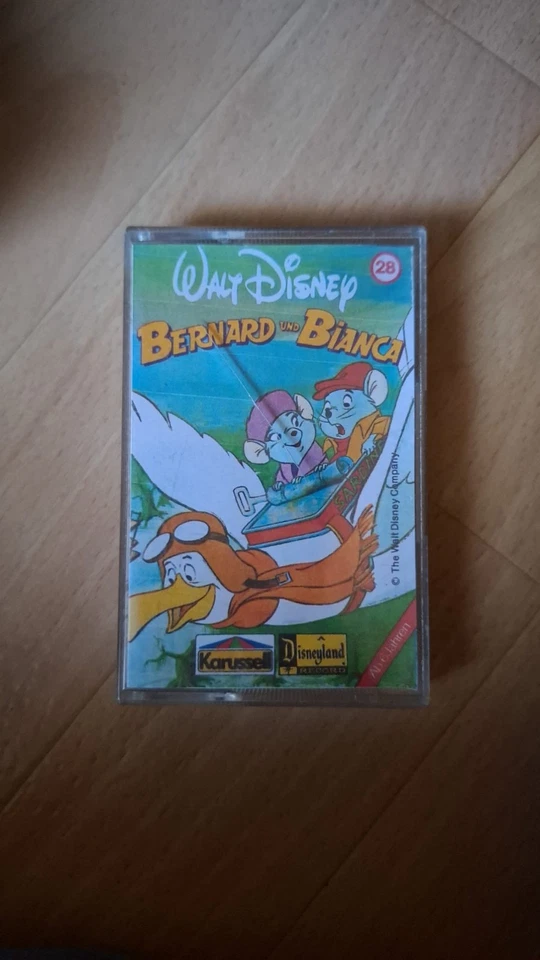 WALT DISNEY
28
BERNARD UND BIANCA
© The Walt Disney Company
Karussell
Disneyland